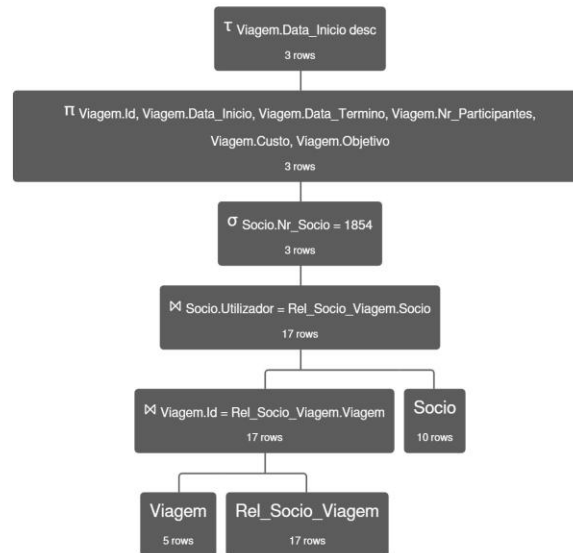 τ Viagem.Data_Inicio desc
3 rows
π Viagem.Id, Viagem.Data_Inicio, Viagem.Data_Termino, Viagem.Nr_Participantes,
Viagem.Custo, Viagem.Objetivo
3 rows
σ Socio.Nr_Socio = 1854
3 rows
⋈ Socio.Utilizador = Rel_Socio_Viagem.Socio
17 rows
⋈ Viagem.Id = Rel_Socio_Viagem.Viagem
17 rows
Socio
10 rows
Viagem
5 rows
Rel_Socio_Viagem
17 rows